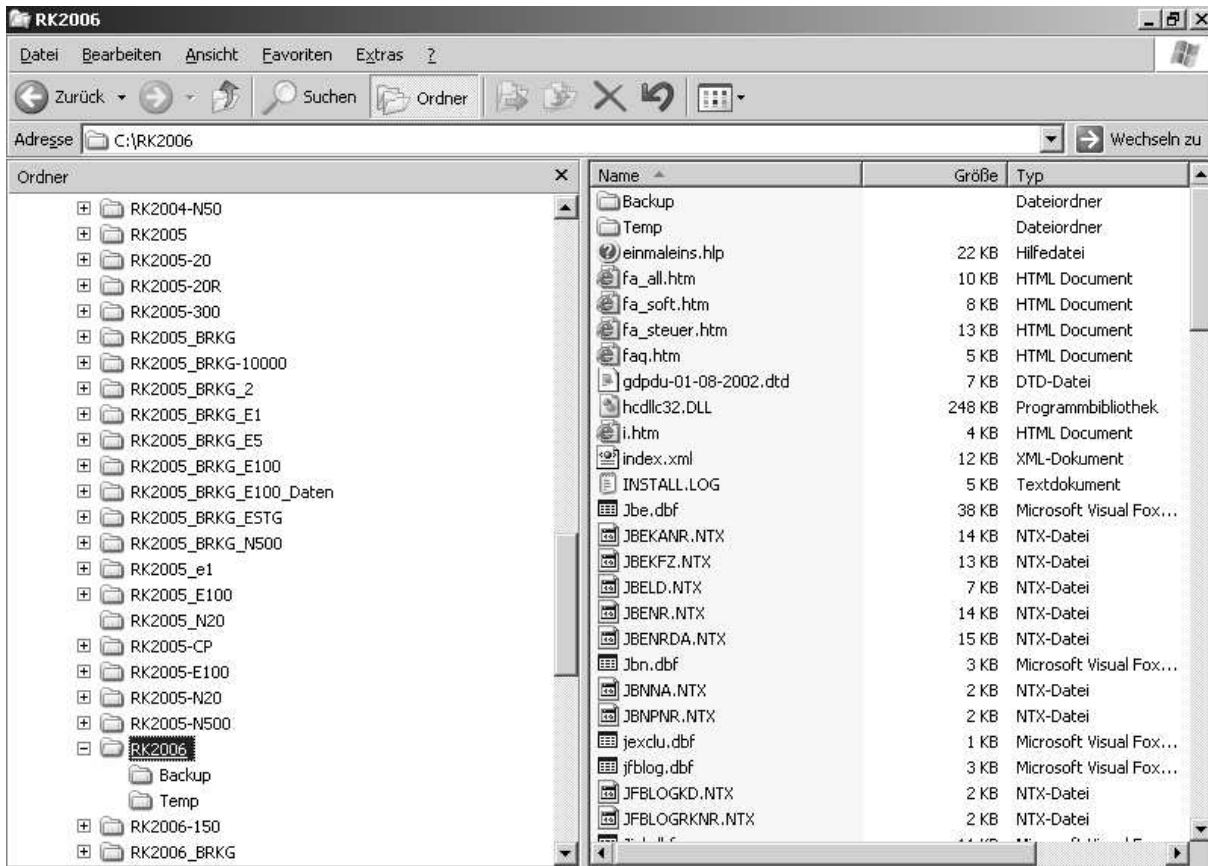 RK2006
Datei Bearbeiten Ansicht Favoriten Extras ?
Zurück Suchen Ordner
Adresse C:\RK2006 Wechseln zu
Ordner
RK2004-N50
RK2005
RK2005-20
RK2005-20R
RK2005-300
RK2005_BRKG
RK2005_BRKG-10000
RK2005_BRKG_2
RK2005_BRKG_E1
RK2005_BRKG_E5
RK2005_BRKG_E100
RK2005_BRKG_E100_Daten
RK2005_BRKG_ESTG
RK2005_BRKG_N500
RK2005_e1
RK2005_E100
RK2005_N20
RK2005-CP
RK2005-E100
RK2005-N20
RK2005-N500
RK2006
Backup
Temp
RK2006-150
RK2006_BRKG
Name Größe Typ
Backup Dateiordner
Temp Dateiordner
einmaleins.hlp 22 KB Hilfedatei
fa_all.htm 10 KB HTML Document
fa_soft.htm 8 KB HTML Document
fa_steuer.htm 13 KB HTML Document
faq.htm 5 KB HTML Document
gdpdu-01-08-2002.dtd 7 KB DTD-Datei
hcdllc32.DLL 248 KB Programmbibliothek
i.htm 4 KB HTML Document
index.xml 12 KB XML-Dokument
INSTALL.LOG 5 KB Textdokument
Jbe.dbf 38 KB Microsoft Visual Fox...
JBEKANR.NTX 14 KB NTX-Datei
JBEKFZ.NTX 13 KB NTX-Datei
JBELD.NTX 7 KB NTX-Datei
JBENR.NTX 14 KB NTX-Datei
JBENRDA.NTX 15 KB NTX-Datei
Jbn.dbf 3 KB Microsoft Visual Fox...
JBNNA.NTX 2 KB NTX-Datei
JBNPNR.NTX 2 KB NTX-Datei
jexclu.dbf 1 KB Microsoft Visual Fox...
jfblog.dbf 3 KB Microsoft Visual Fox...
JFBLOGKD.NTX 2 KB NTX-Datei
JFBLOGRKNR.NTX 2 KB NTX-Datei